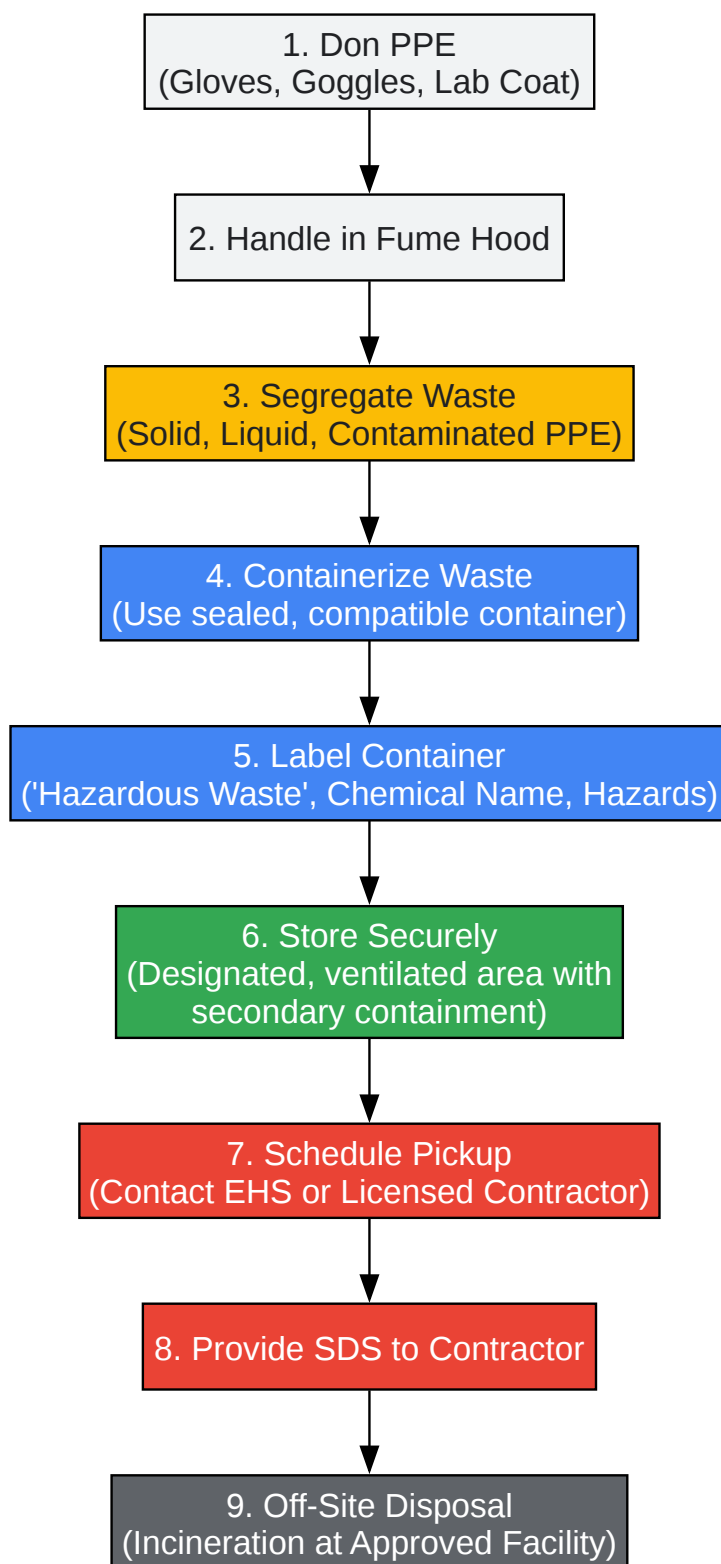 1. Don PPE
(Gloves, Goggles, Lab Coat)
2. Handle in Fume Hood
3. Segregate Waste
(Solid, Liquid, Contaminated PPE)
4. Containerize Waste
(Use sealed, compatible container)
5. Label Container
('Hazardous Waste', Chemical Name, Hazards)
6. Store Securely
(Designated, ventilated area with
secondary containment)
7. Schedule Pickup
(Contact EHS or Licensed Contractor)
8. Provide SDS to Contractor
9. Off-Site Disposal
(Incineration at Approved Facility)